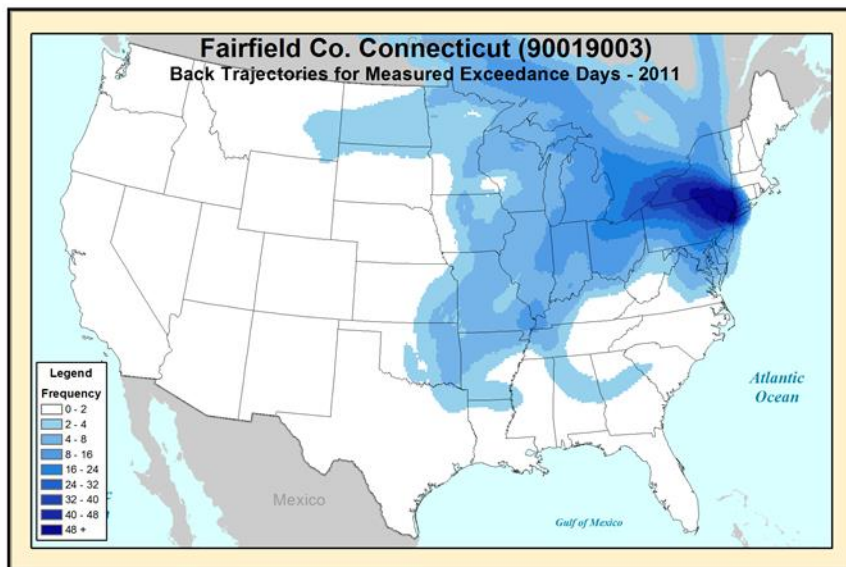 Fairfield Co. Connecticut (90019003)
Back Trajectories for Measured Exceedance Days - 2011
Atlantic
Ocean
Legend
Frequency
0 - 2
2 - 4
4 - 8
8 - 16
16 - 24
24 - 32
32 - 40
40 - 48
48 +
Mexico
Gulf of Mexico